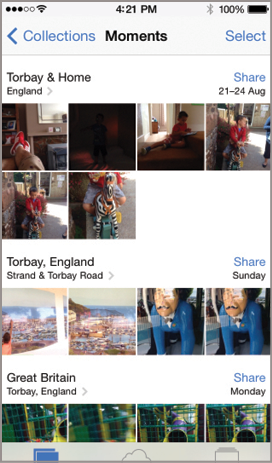 4:21 PM 100%
Collections Moments Select
Torbay & Home Share
England 21–24 Aug
Torbay, England Share
Strand & Torbay Road Sunday
Great Britain Share
Torbay, England Monday